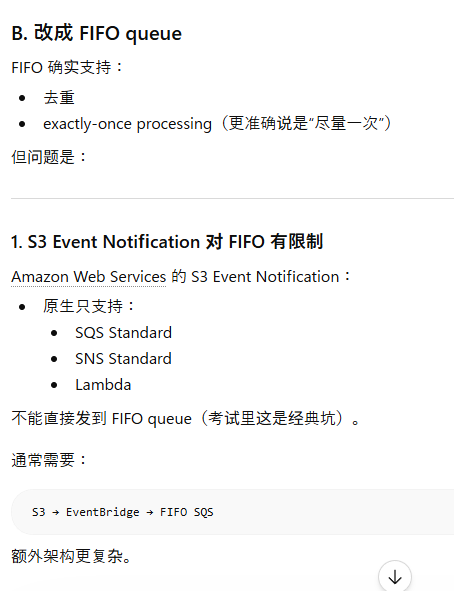 B. 改成 FIFO queue
FIFO 确实支持：
• 去重
• exactly-once processing（更准确说是“尽量一次”）
但问题是：
1. S3 Event Notification 对 FIFO 有限制
Amazon Web Services 的 S3 Event Notification：
• 原生只支持：
• SQS Standard
• SNS Standard
• Lambda
不能直接发到 FIFO queue（考试里这是经典坑）。
通常需要：
S3 → EventBridge → FIFO SQS
额外架构更复杂。